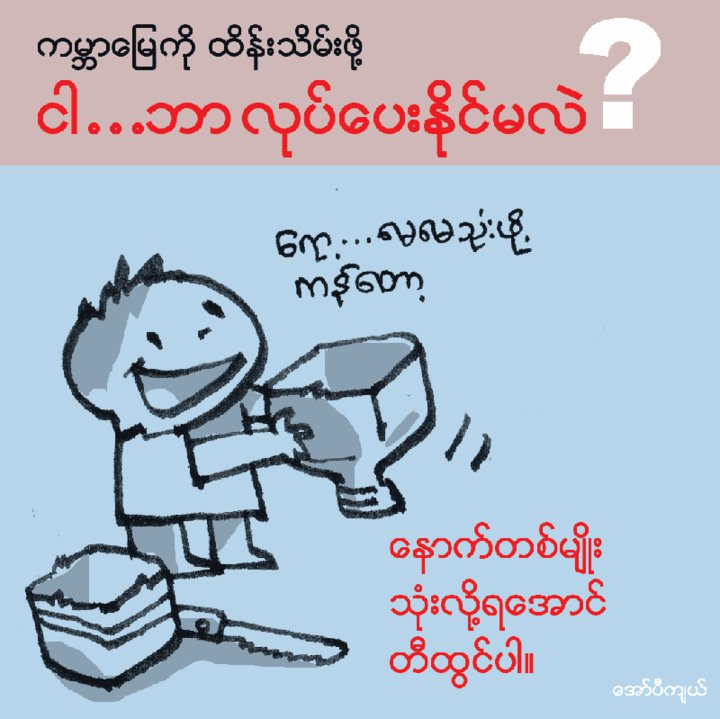 ကမ္ဘာမြေကို ထိန်းသိမ်းဖို့
ငါ...ဘာ လုပ်ပေးနိုင်မလဲ ?
ရော့...လှလှသုံးဖို့
ကန်တော့
နောက်တစ်မျိုး
သုံးလို့ရအောင်
တီထွင်ပါ။
အော်ပီကျယ်